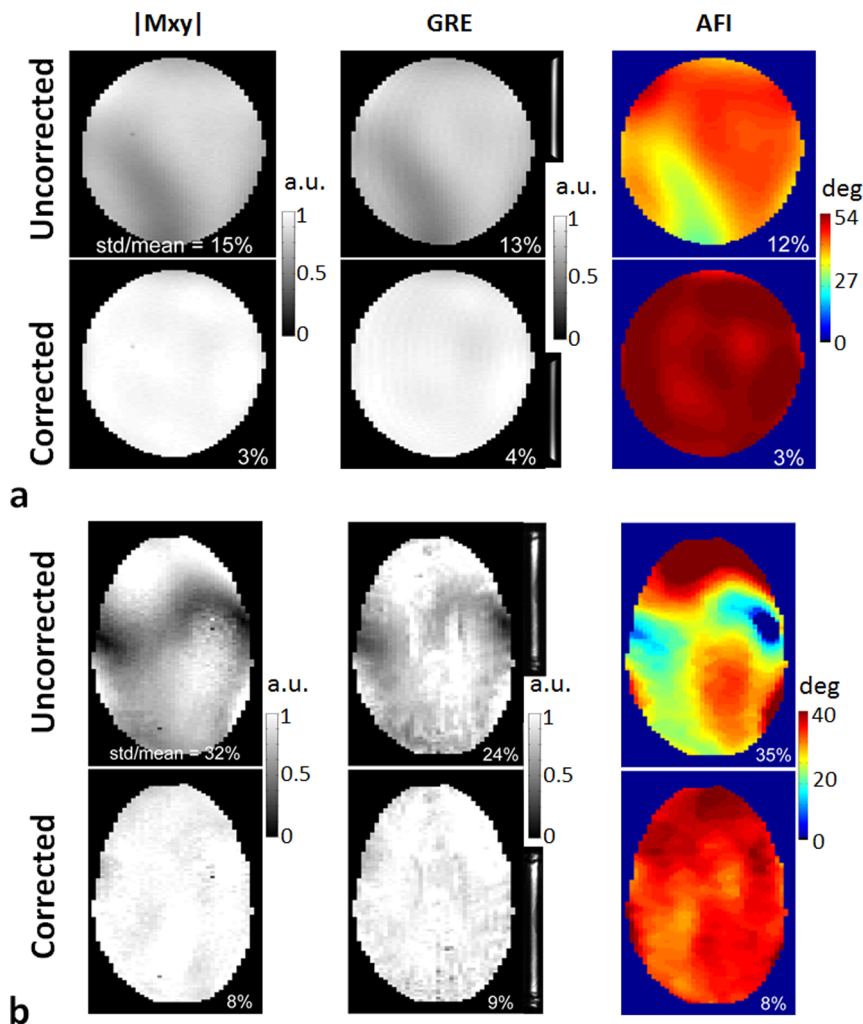 |Mxy| GRE AFI
Uncorrected
std/mean = 15%
a.u.
1
0.5
0
13%
a.u.
1
0.5
0
12%
deg
54
27
0
Corrected
3%
4%
3%
a
Uncorrected
std/mean = 32%
a.u.
1
0.5
0
24%
a.u.
1
0.5
0
35%
deg
40
20
0
Corrected
8%
9%
8%
b